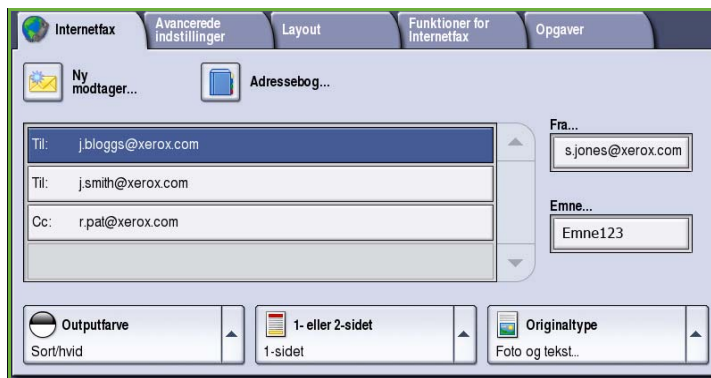 Internetfax
Avancerede
indstillinger
Layout
Funktioner for
Internetfax
Opgaver
Ny
modtager...
Adressebog...
Til: j.bloggs@xerox.com
Til: j.smith@xerox.com
Cc: r.pat@xerox.com
Fra...
s.jones@xerox.com
Emne...
Emne123
Outputfarve
Sort/hvid
1- eller 2-sidet
1-sidet
Originaltype
Foto og tekst...